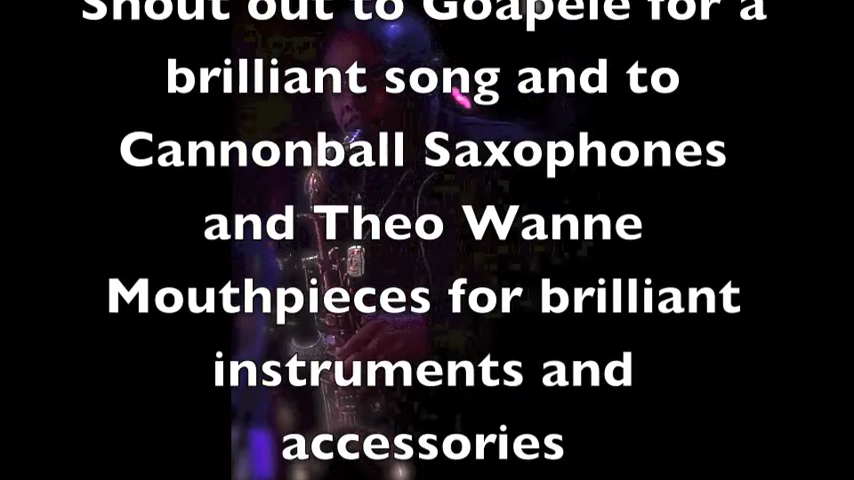 Shout out to Goapele for a
brilliant song and to
Cannonball Saxophones
and Theo Wanne
Mouthpieces for brilliant
instruments and
accessories